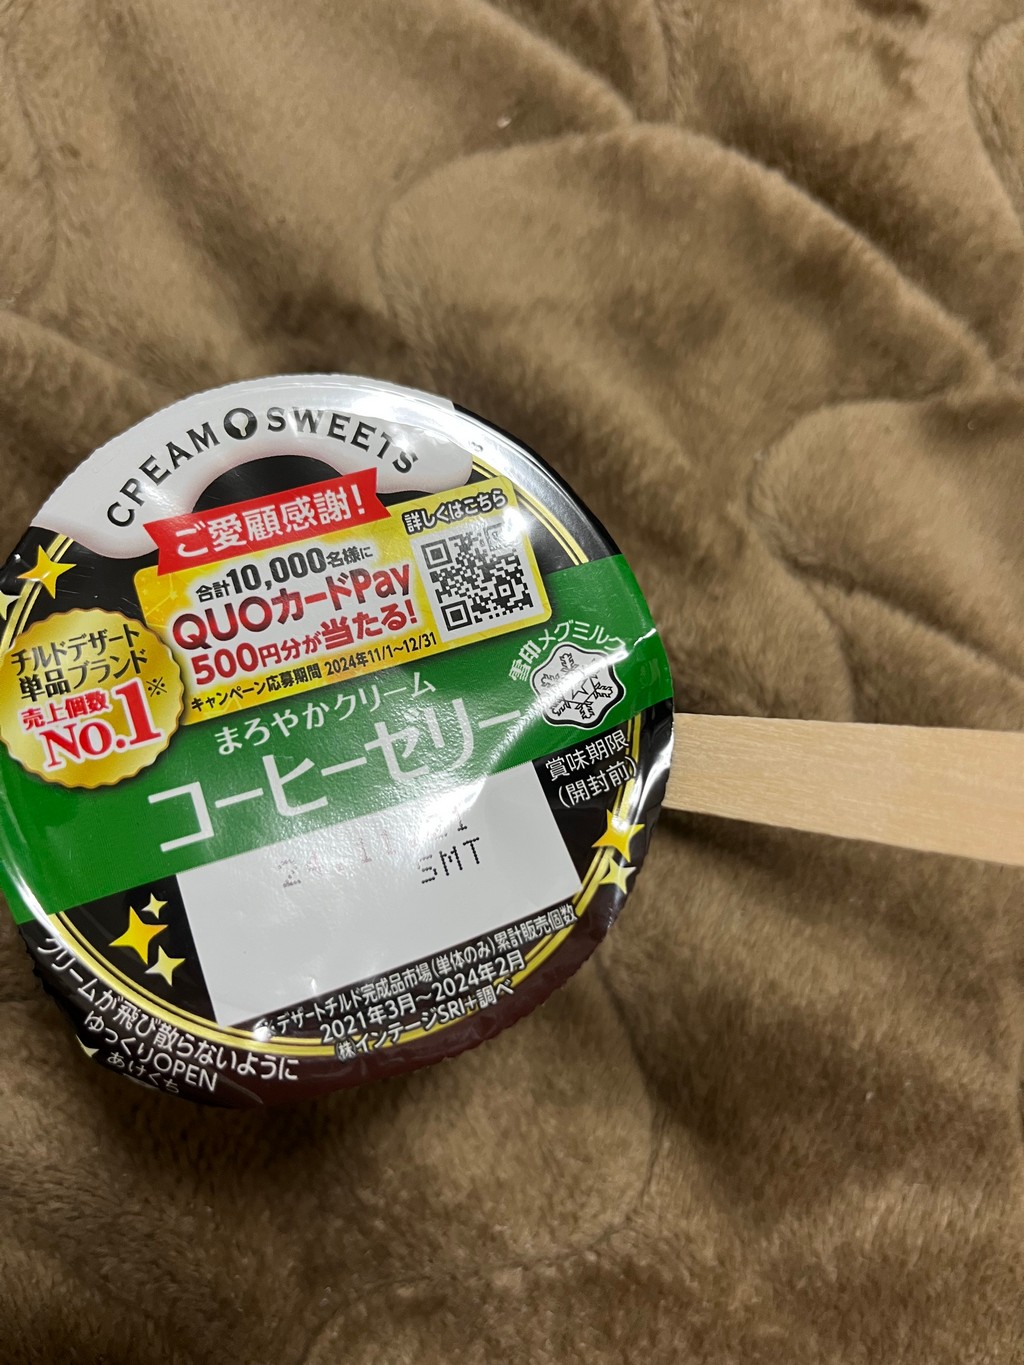 CREAM SWEETS
ご愛顧感謝!
詳しくはこちら
合計10,000名様に
QUOカードPay
500円分が当たる!
キャンペーン応募期間 2024年11/1~12/31
チルドデザート
単品ブランド※
売上個数
No.1
雪印メグミルク
まろやかクリーム
コーヒーゼリー
賞味期限
(開封前)
SMT
※デザートチルド完成品市場(単体のみ)累計販売個数
2021年3月~2024年2月
㈱インテージSRI+調べ
クリームが飛び散らないように
ゆっくりOPEN
あけくち